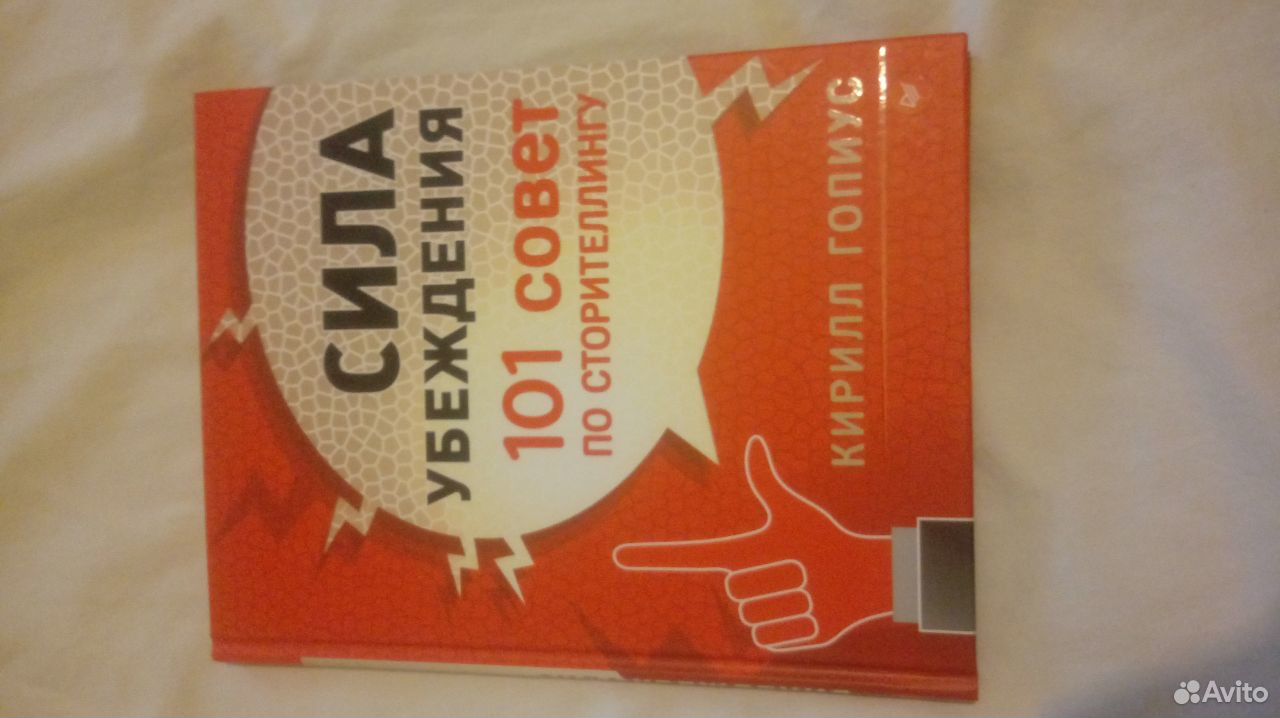 СИЛА
УБЕЖДЕНИЯ
101 совет
ПО СТОРИТЕЛЛИНГУ
КИРИЛЛ ГОПИУС
Avito